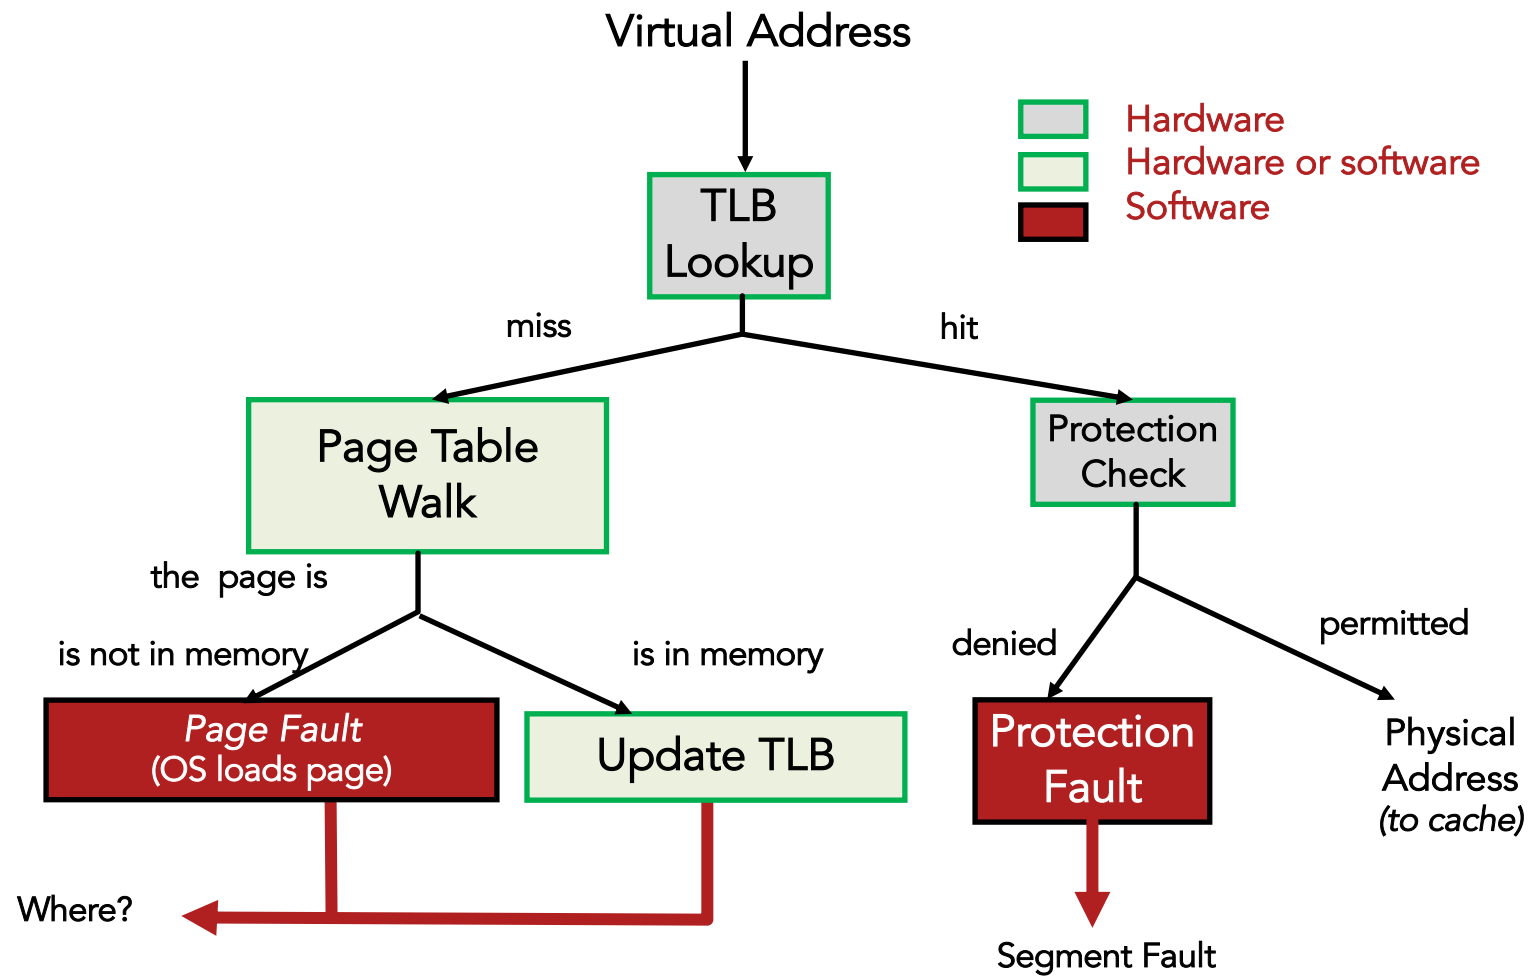 Virtual Address
Hardware
Hardware or software
Software
TLB
Lookup
miss
hit
Page Table
Walk
Protection
Check
the page is
is not in memory
is in memory
denied
permitted
Page Fault
(OS loads page)
Update TLB
Protection
Fault
Physical
Address
(to cache)
Where?
Segment Fault